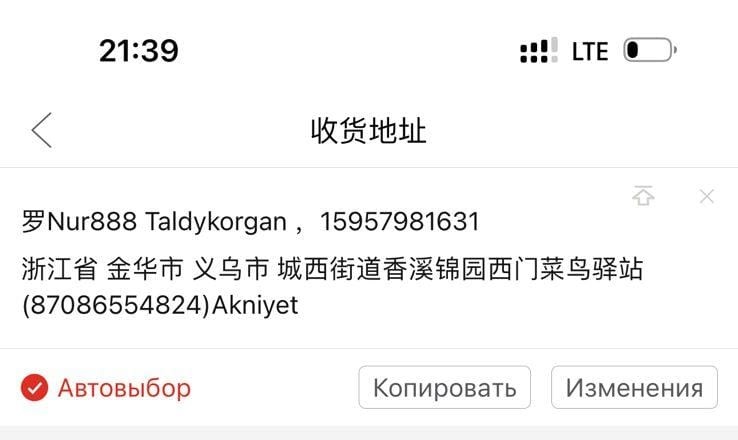 21:39 LTE
收货地址
罗Nur888 Taldykorgan ，15957981631
浙江省 金华市 义乌市 城西街道香溪锦园西门菜鸟驿站
(87086554824)Akniyet
Автовыбор Копировать Изменения